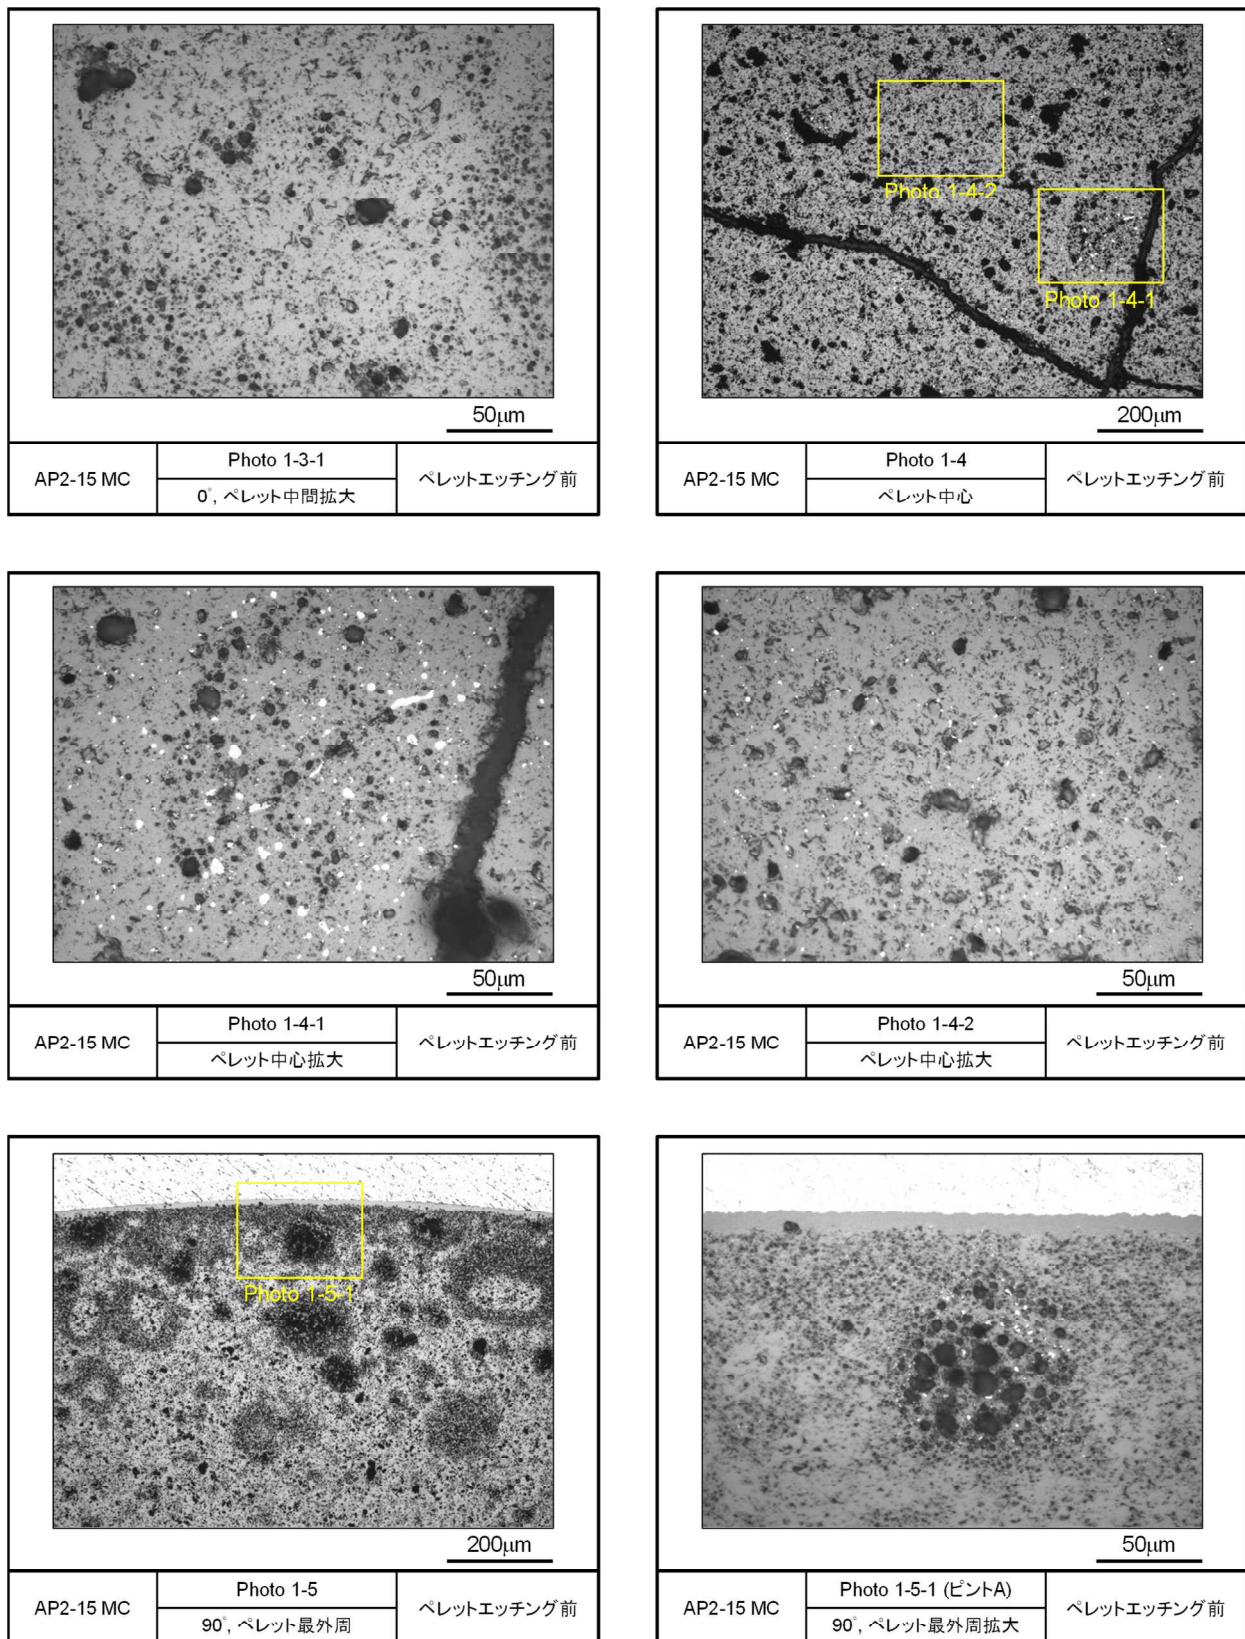 50μm
AP2-15 MC
Photo 1-3-1
0°, ペレット中間拡大
ペレットエッチング前
Photo 1-4-2
Photo 1-4-1
200μm
AP2-15 MC
Photo 1-4
ペレット中心
ペレットエッチング前
50μm
AP2-15 MC
Photo 1-4-1
ペレット中心拡大
ペレットエッチング前
50μm
AP2-15 MC
Photo 1-4-2
ペレット中心拡大
ペレットエッチング前
Photo 1-5-1
200μm
AP2-15 MC
Photo 1-5
90°, ペレット最外周
ペレットエッチング前
50μm
AP2-15 MC
Photo 1-5-1 (ピントA)
90°, ペレット最外周拡大
ペレットエッチング前